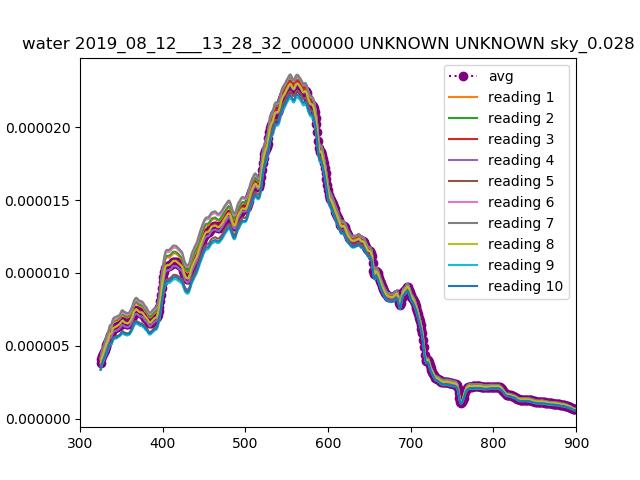 water 2019_08_12___13_28_32_000000 UNKNOWN UNKNOWN sky_0.028
avg
reading 1
reading 2
reading 3
reading 4
reading 5
reading 6
reading 7
reading 8
reading 9
reading 10
0.000020
0.000015
0.000010
0.000005
0.000000
300 400 500 600 700 800 900